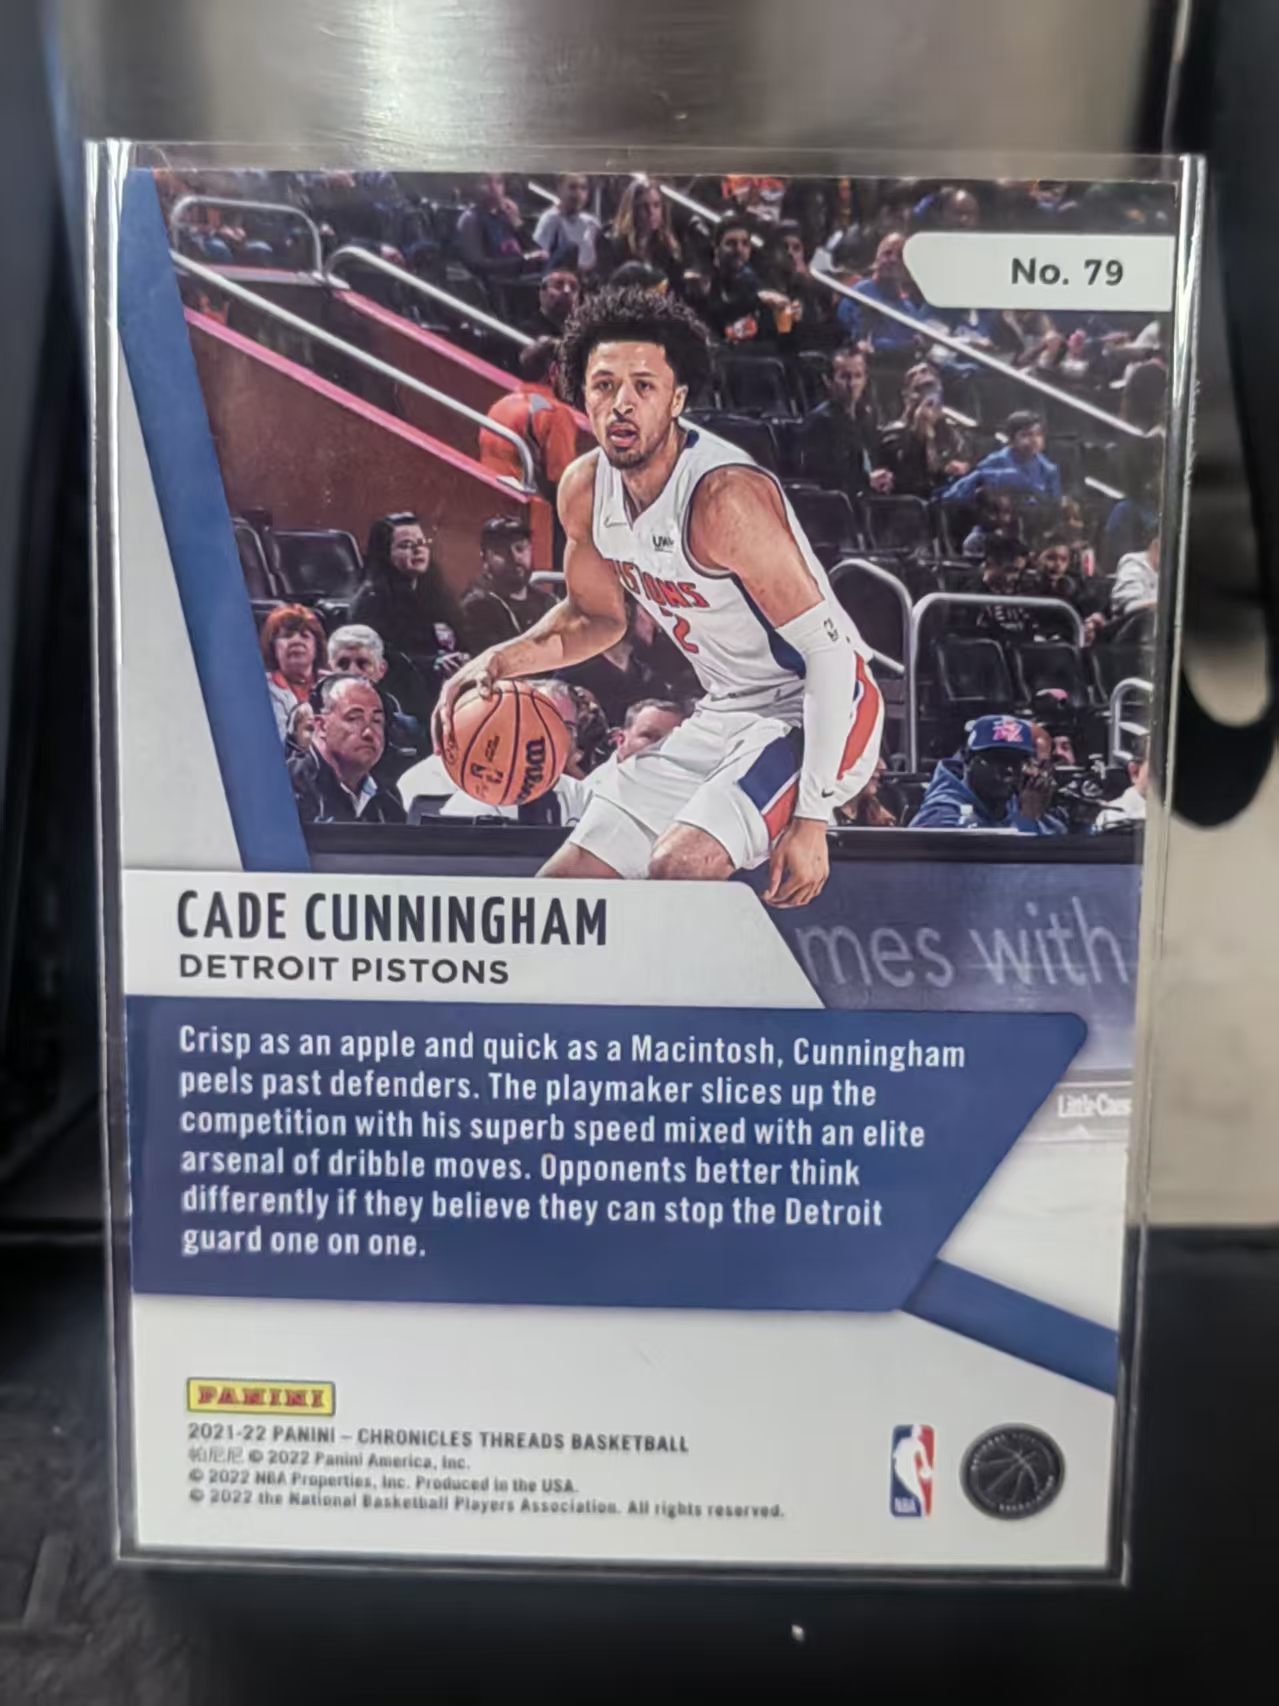 No. 79
UWM
PISTONS
2
CADE CUNNINGHAM
DETROIT PISTONS
mes with
Crisp as an apple and quick as a Macintosh, Cunningham
peels past defenders. The playmaker slices up the
competition with his superb speed mixed with an elite
arsenal of dribble moves. Opponents better think
differently if they believe they can stop the Detroit
guard one on one.
PANINI
2021-22 PANINI – CHRONICLES THREADS BASKETBALL
帕尼尼 © 2022 Panini America, Inc.
© 2022 NBA Properties, Inc. Produced in the USA.
© 2022 the National Basketball Players Association. All rights reserved.
NBA